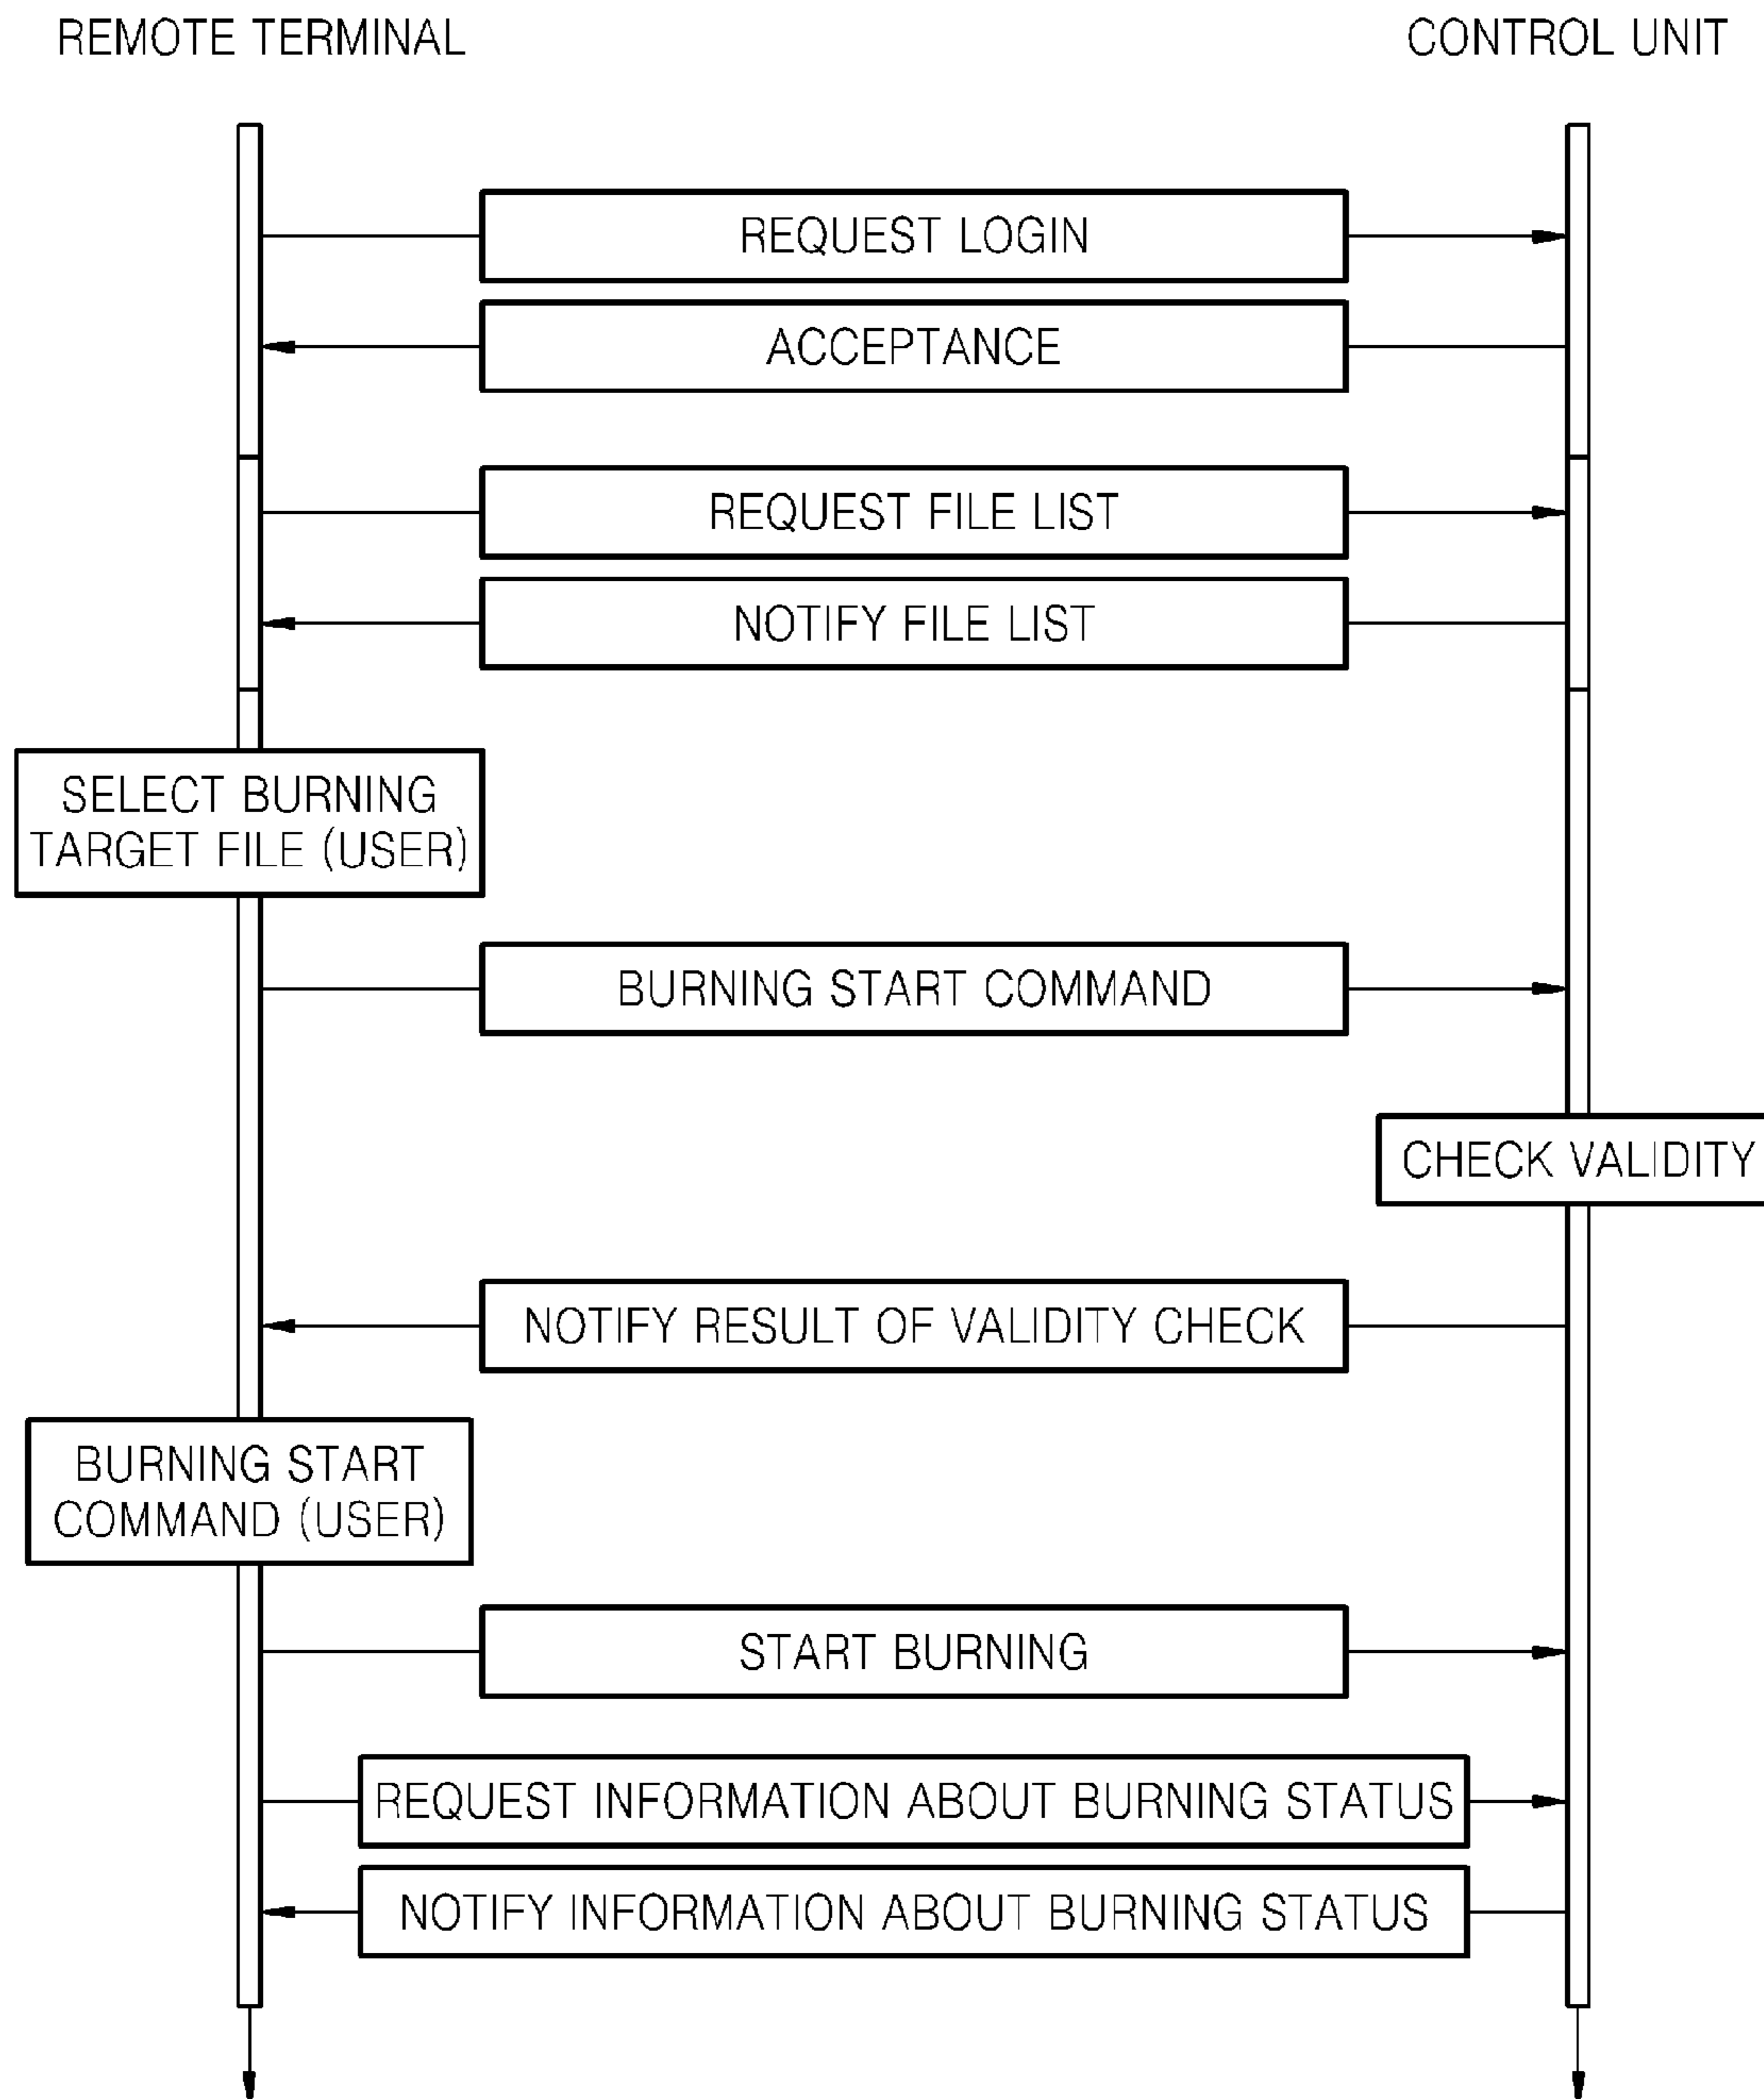 REMOTE TERMINAL
CONTROL UNIT
REQUEST LOGIN
ACCEPTANCE
REQUEST FILE LIST
NOTIFY FILE LIST
SELECT BURNING
TARGET FILE (USER)
BURNING START COMMAND
CHECK VALIDITY
NOTIFY RESULT OF VALIDITY CHECK
BURNING START
COMMAND (USER)
START BURNING
REQUEST INFORMATION ABOUT BURNING STATUS
NOTIFY INFORMATION ABOUT BURNING STATUS